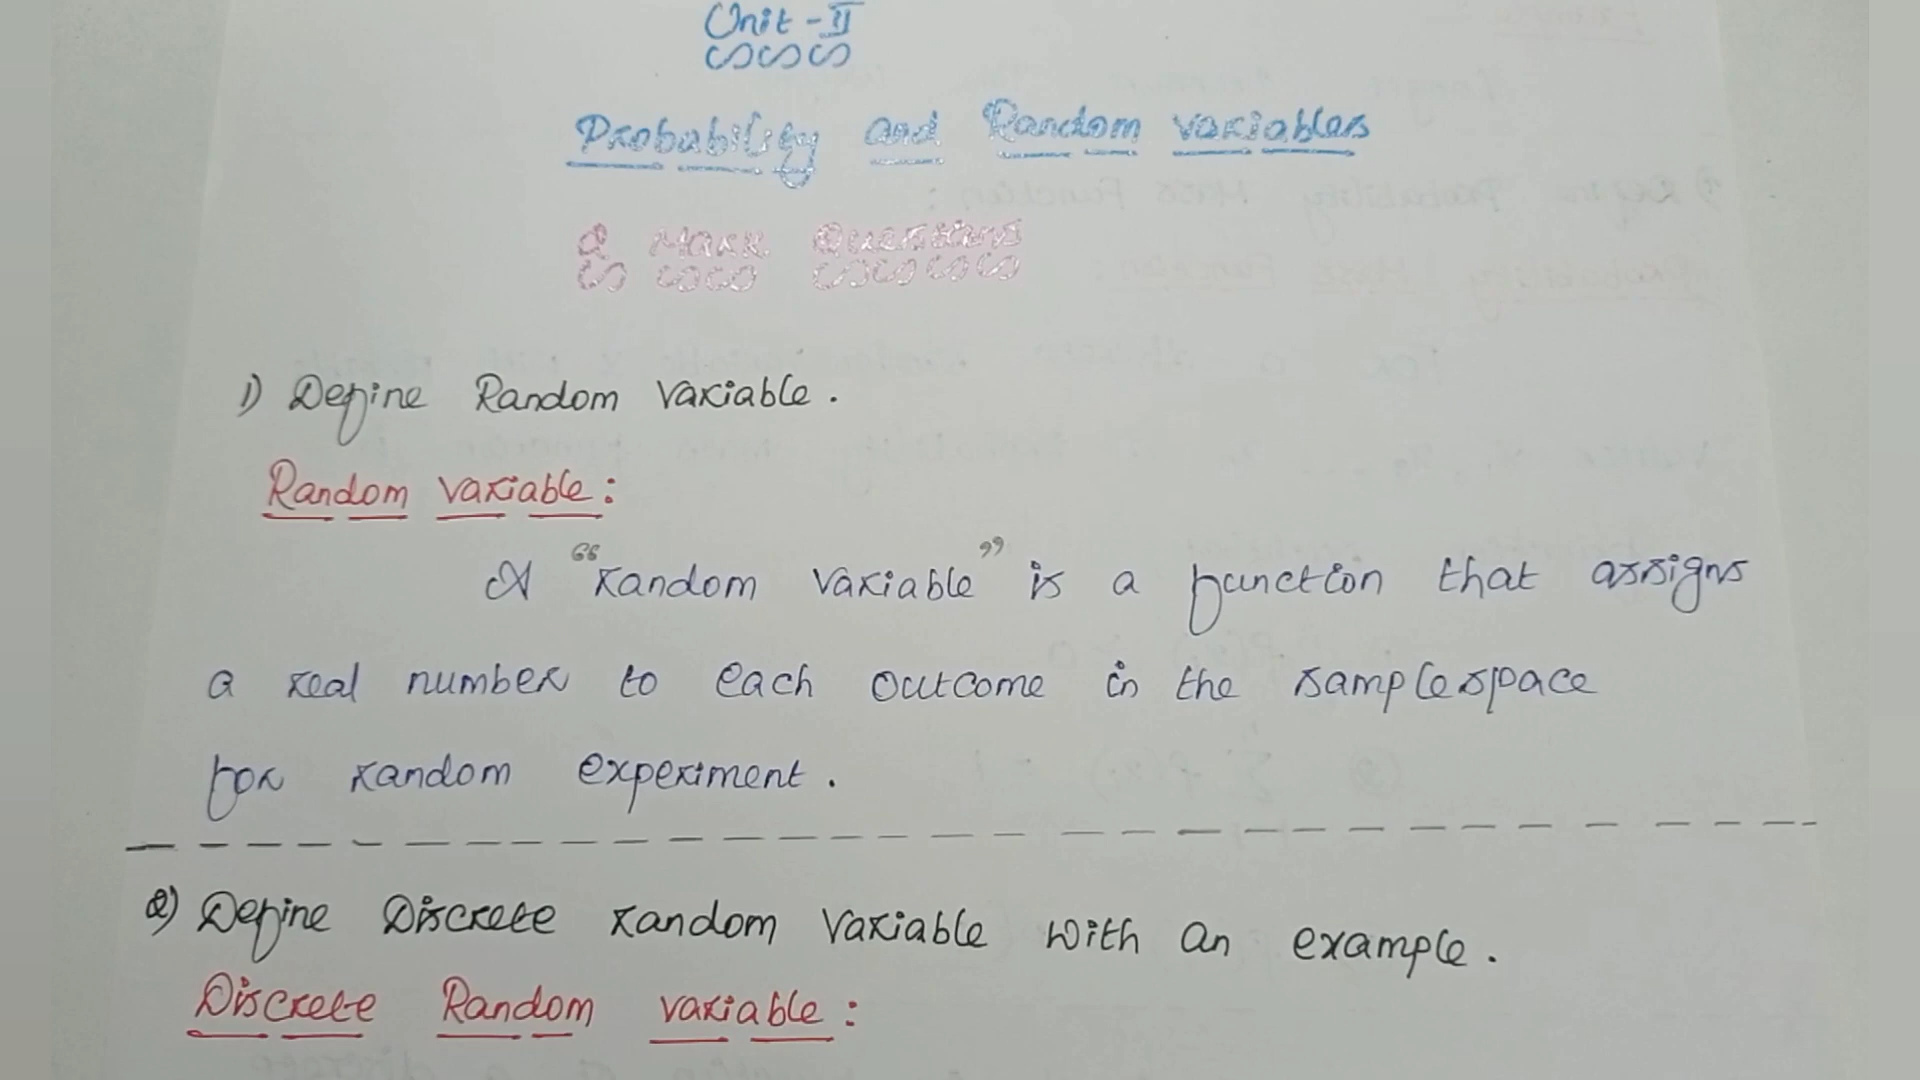 Unit - II
Probability and Random variables
2 Mark Questions
1) Define Random variable.
Random variable:
A "random variable" is a function that assigns
a real number to each outcome in the samplespace
for random experiment.
2) Define Discrete random variable with an example.
Discrete Random variable: